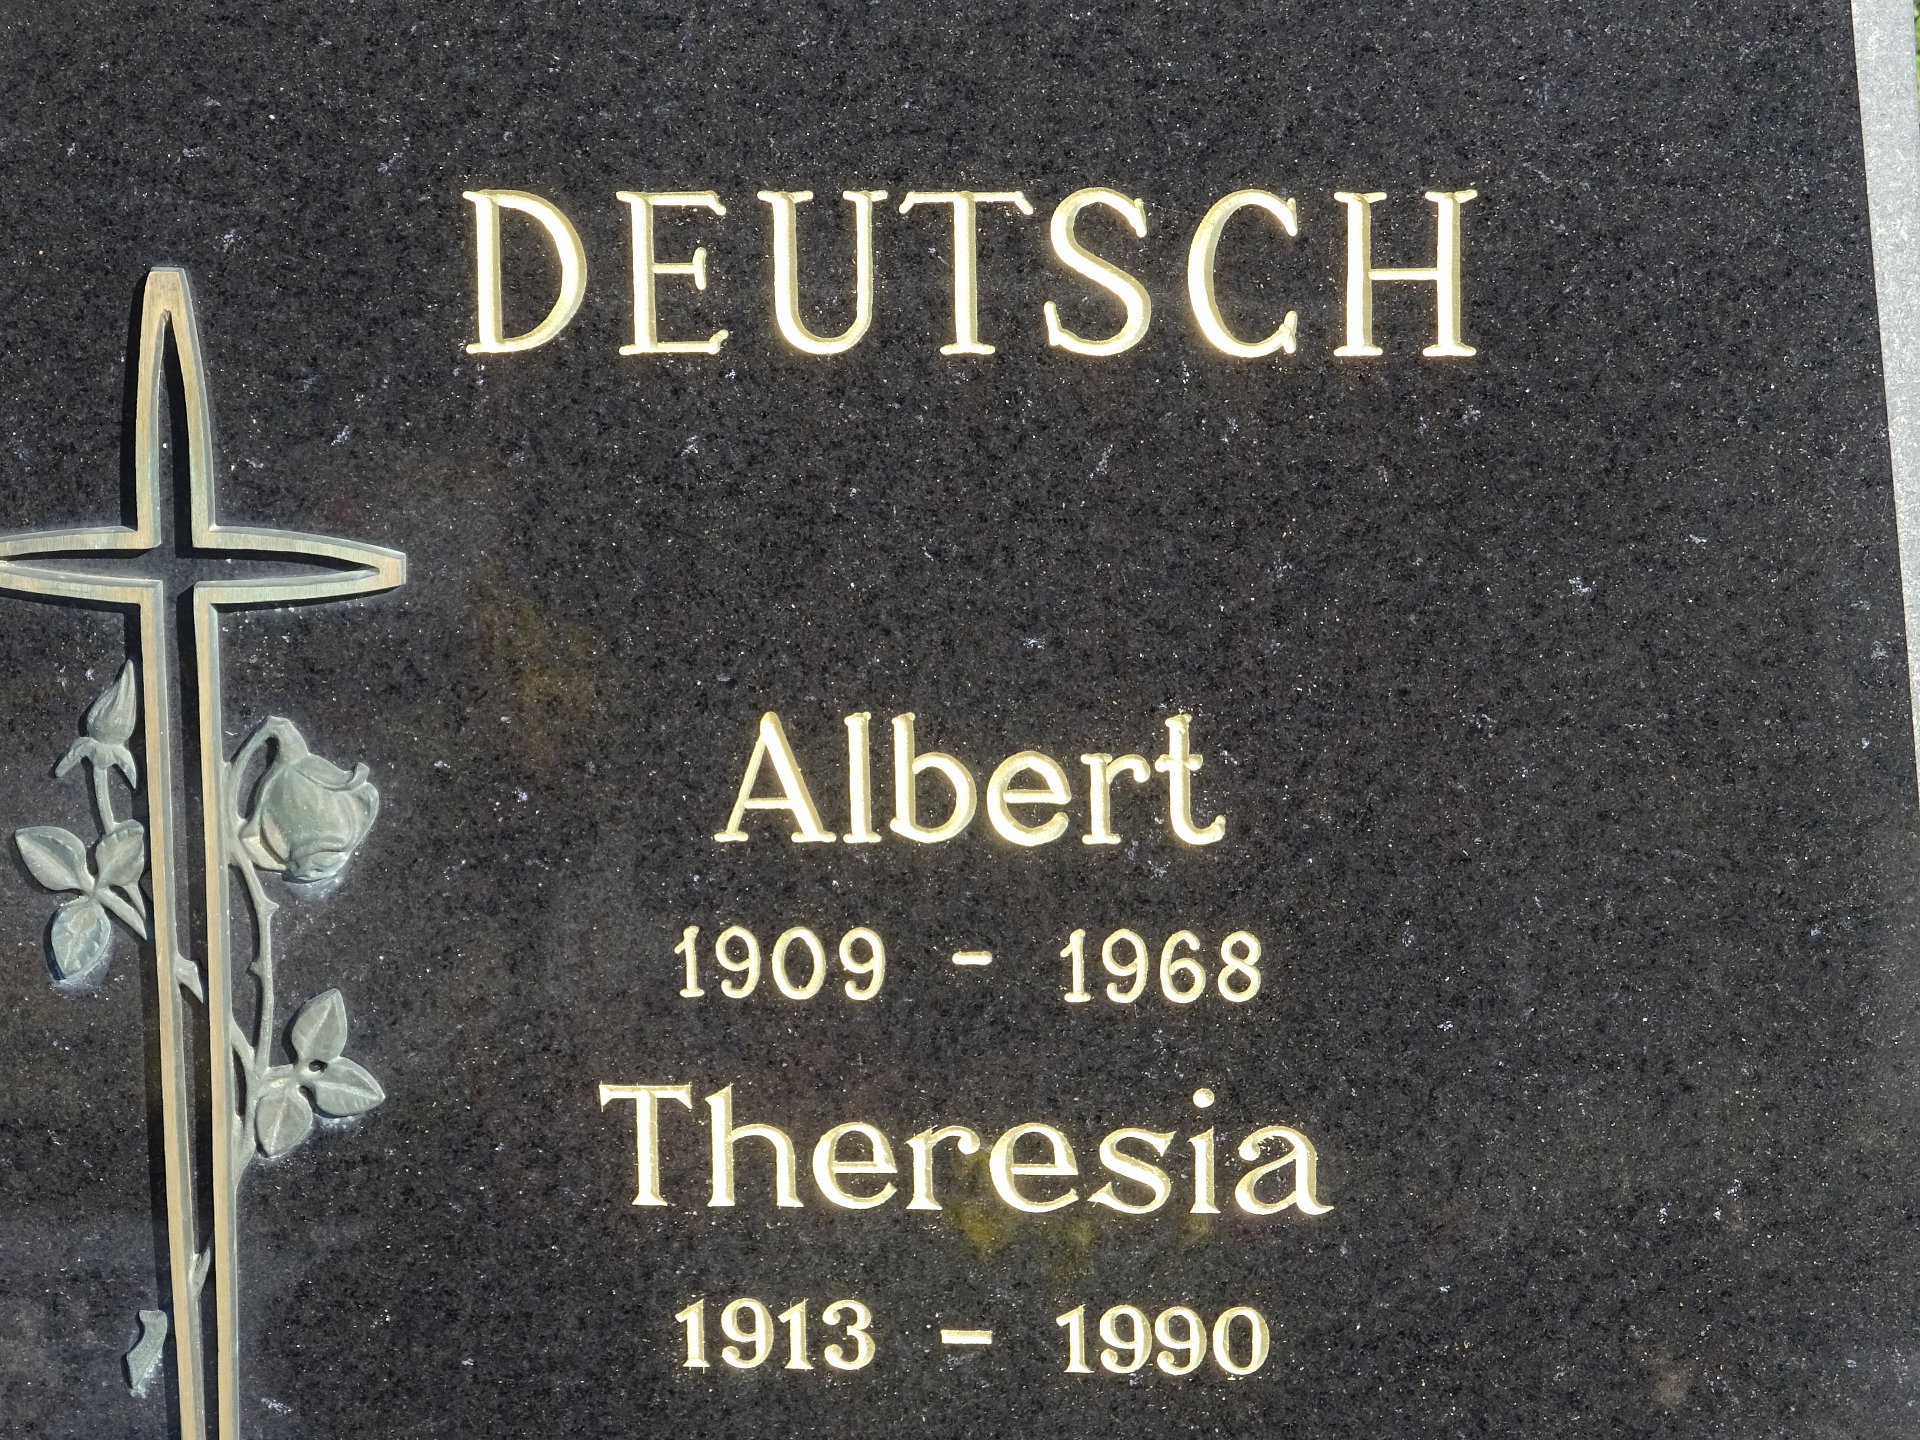 DEUTSCH
Albert
1909 - 1968
Theresia
1913 - 1990